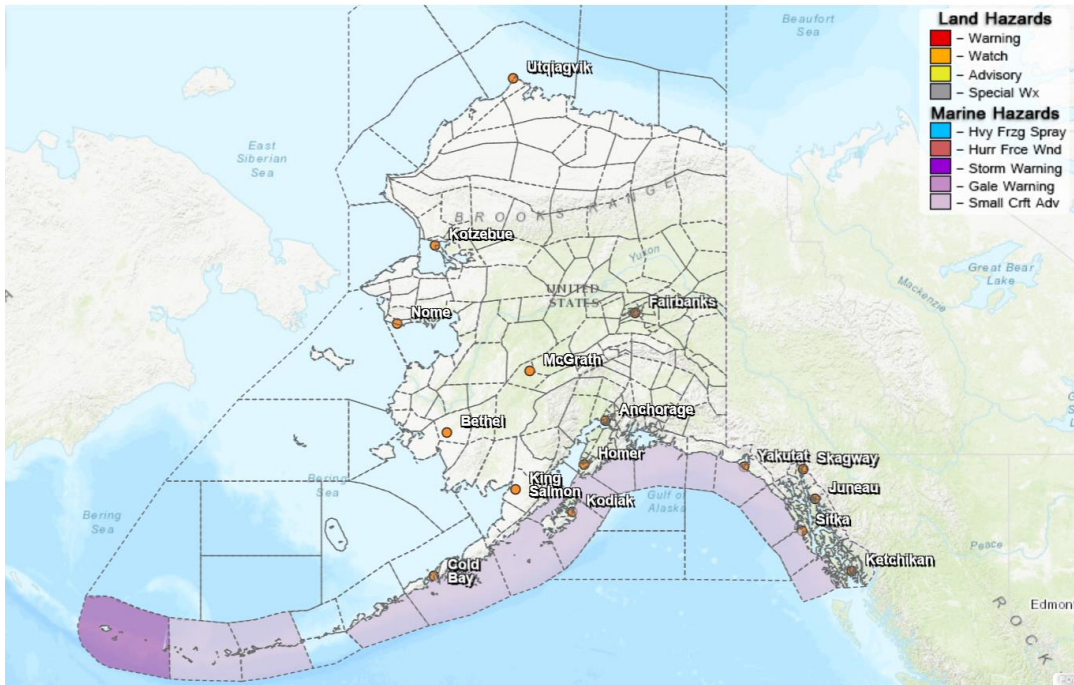 Beaufort
Sea
Land Hazards
– Warning
– Watch
– Advisory
– Special Wx
Marine Hazards
– Hvy Frzg Spray
– Hurr Frce Wnd
– Storm Warning
– Gale Warning
– Small Crft Adv
Utqiagvik
East
Siberian
Sea
BROOKS RANGE
Kotzebue
Yukon
Great Bear
Lake
Mackenzie
UNITED
STATES
Fairbanks
Nome
McGrath
Anchorage
Bethel
Homer
Yakutat
Skagway
King
Salmon
Bering
Sea
Kodiak
Gulf of
Alaska
Juneau
Bering
Sea
Sitka
Peace
Cold
Bay
Ketchikan
Edmont
ROCK